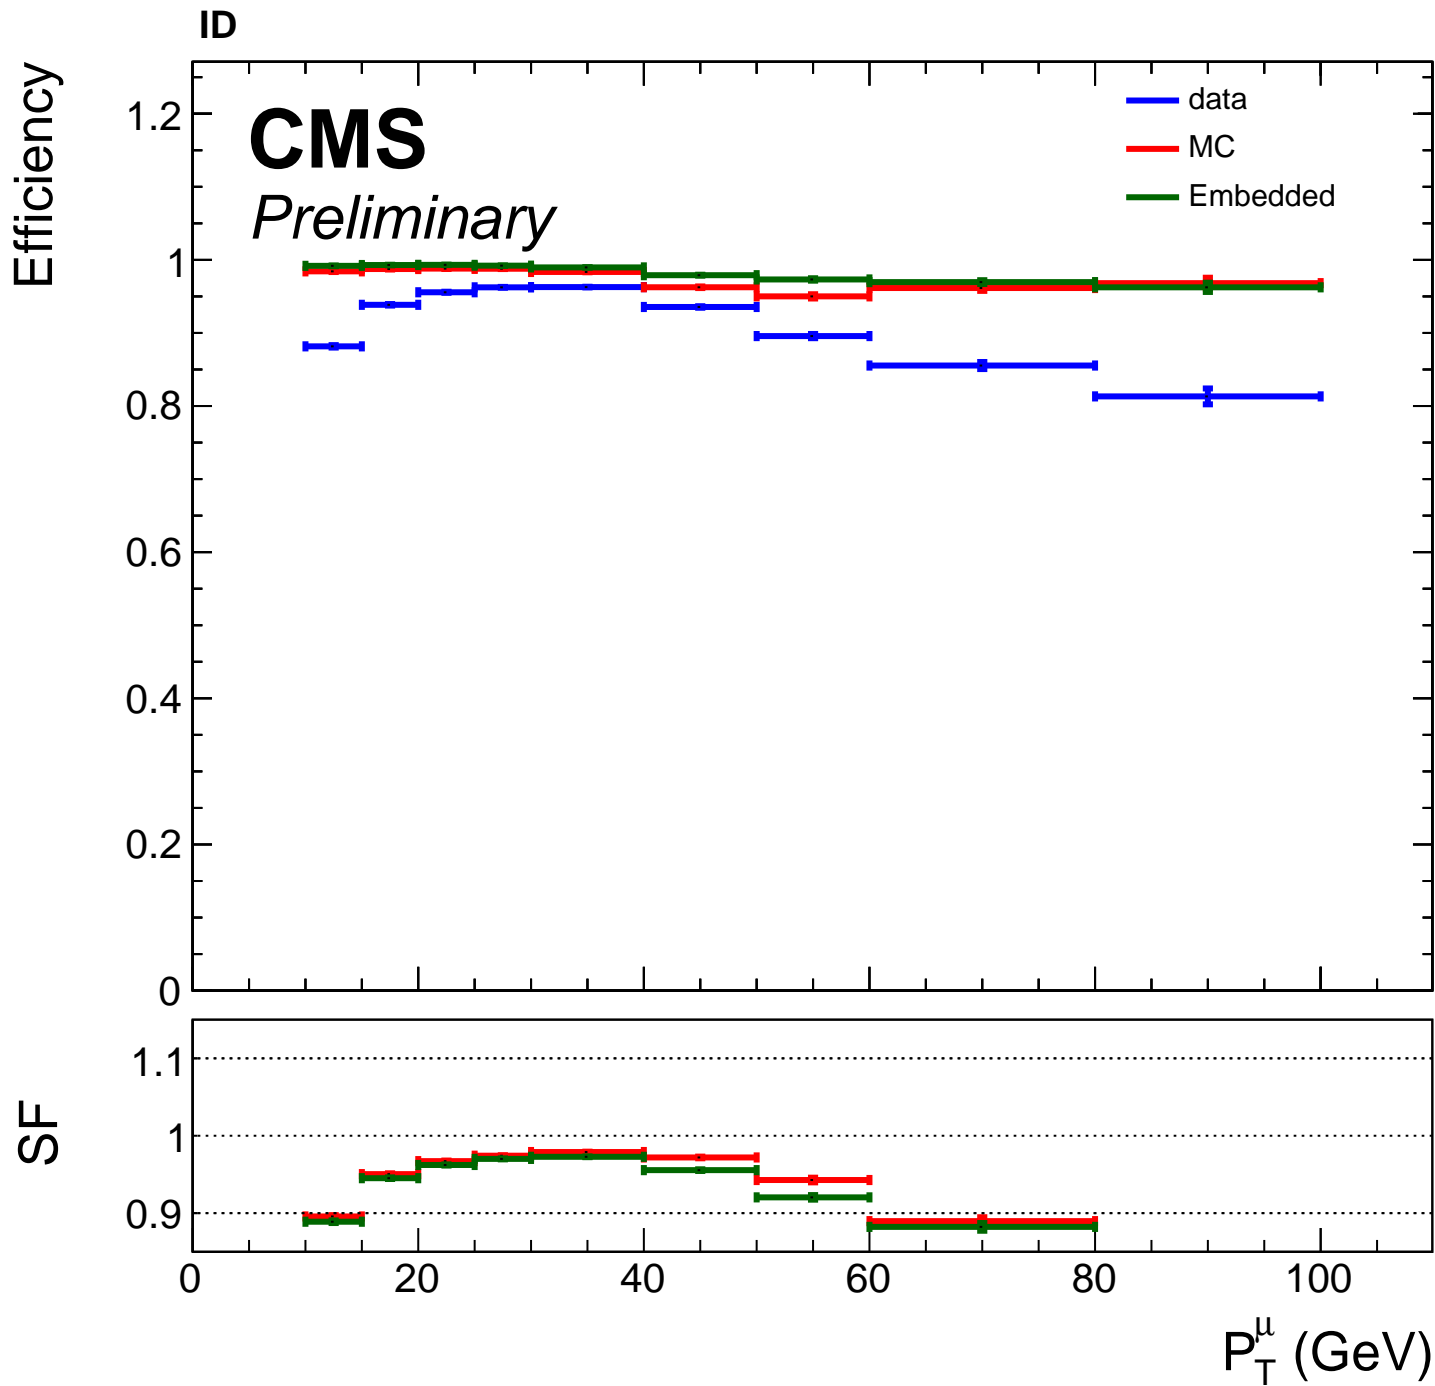 ID
Efficiency
CMS
Preliminary
data
MC
Embedded
1.2
1
0.8
0.6
0.4
0.2
0
SF
1.1
1
0.9
0 20 40 60 80 100
P_T^μ (GeV)